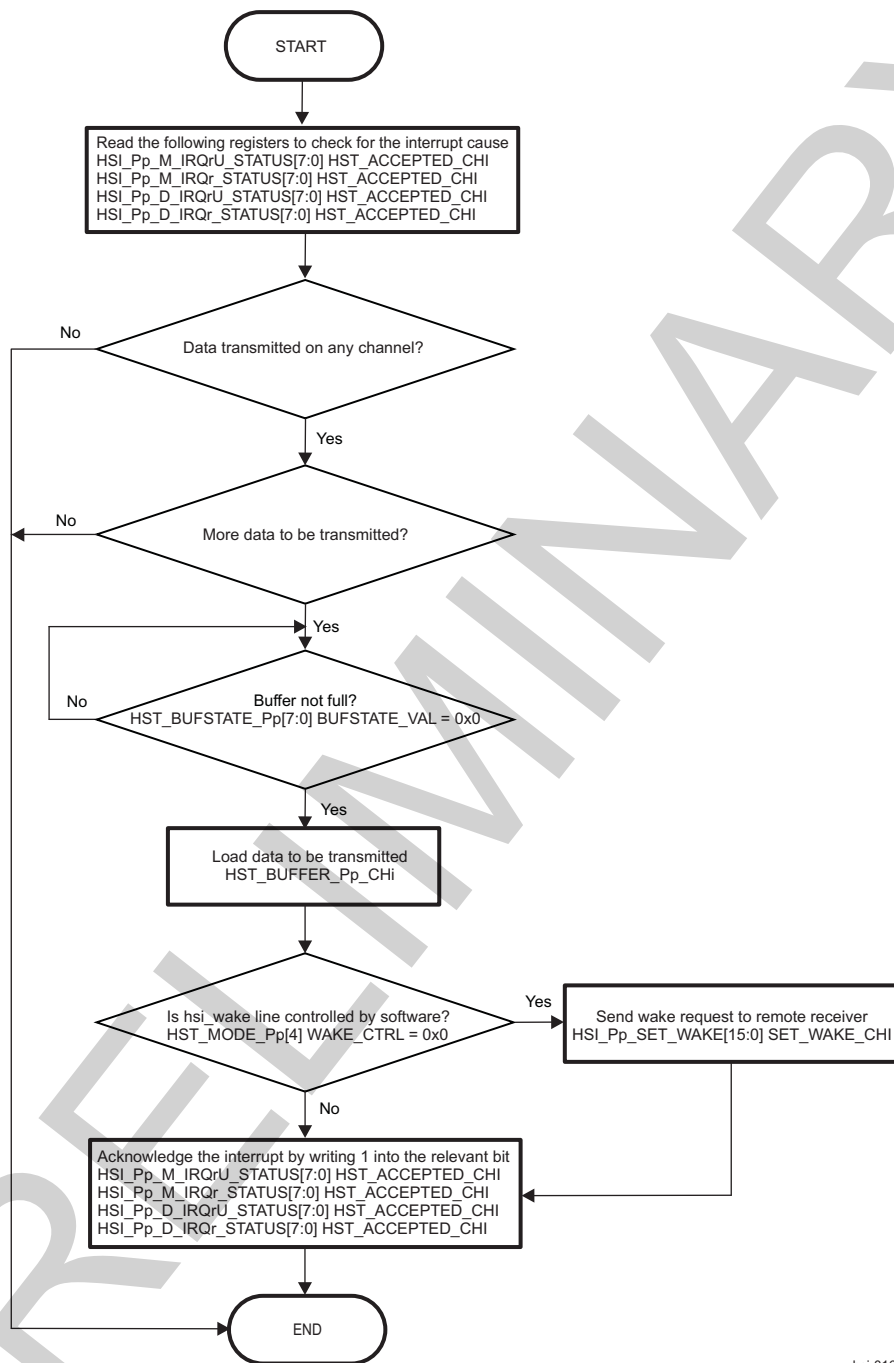 START
Read the following registers to check for the interrupt cause
HSI_Pp_M_IRQrU_STATUS[7:0] HST_ACCEPTED_CHI
HSI_Pp_M_IRQr_STATUS[7:0] HST_ACCEPTED_CHI
HSI_Pp_D_IRQrU_STATUS[7:0] HST_ACCEPTED_CHI
HSI_Pp_D_IRQr_STATUS[7:0] HST_ACCEPTED_CHI
No
Data transmitted on any channel?
Yes
No
More data to be transmitted?
Yes
No
Buffer not full?
HST_BUFSTATE_Pp[7:0] BUFSTATE_VAL = 0x0
Yes
Load data to be transmitted
HST_BUFFER_Pp_CHi
Is hsi_wake line controlled by software?
HST_MODE_Pp[4] WAKE_CTRL = 0x0
Yes
Send wake request to remote receiver
HSI_Pp_SET_WAKE[15:0] SET_WAKE_CHI
No
Acknowledge the interrupt by writing 1 into the relevant bit
HSI_Pp_M_IRQrU_STATUS[7:0] HST_ACCEPTED_CHI
HSI_Pp_M_IRQr_STATUS[7:0] HST_ACCEPTED_CHI
HSI_Pp_D_IRQrU_STATUS[7:0] HST_ACCEPTED_CHI
HSI_Pp_D_IRQr_STATUS[7:0] HST_ACCEPTED_CHI
END